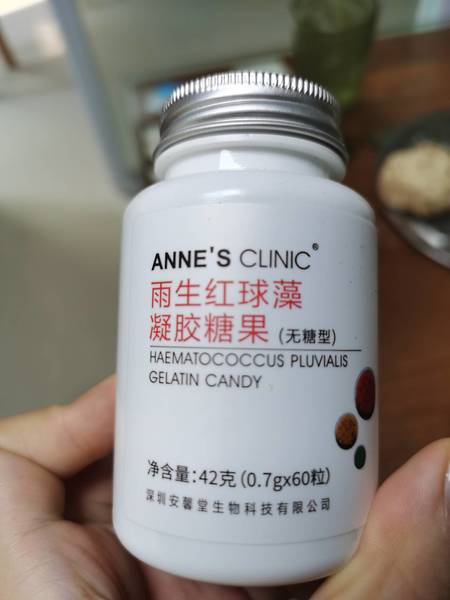 ANNE'S CLINIC®
雨生红球藻
凝胶糖果 (无糖型)
HAEMATOCOCCUS PLUVIALIS
GELATIN CANDY
净含量: 42克 (0.7gx60粒)
深圳安馨堂生物科技有限公司